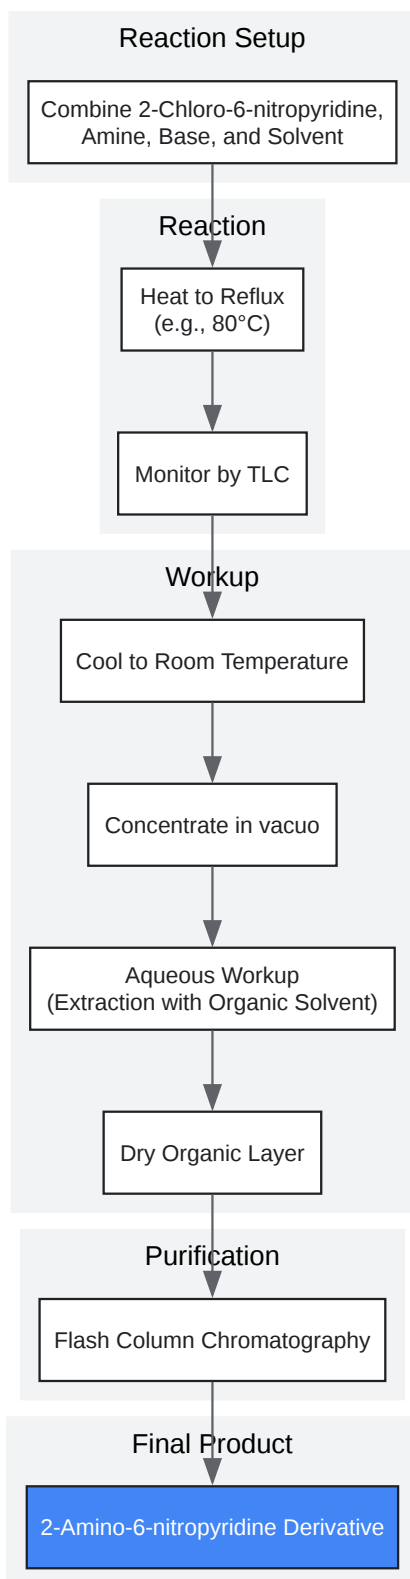 Reaction Setup
Combine 2-Chloro-6-nitropyridine,
Amine, Base, and Solvent
Reaction
Heat to Reflux
(e.g., 80°C)
Monitor by TLC
Workup
Cool to Room Temperature
Concentrate in vacuo
Aqueous Workup
(Extraction with Organic Solvent)
Dry Organic Layer
Purification
Flash Column Chromatography
Final Product
2-Amino-6-nitropyridine Derivative